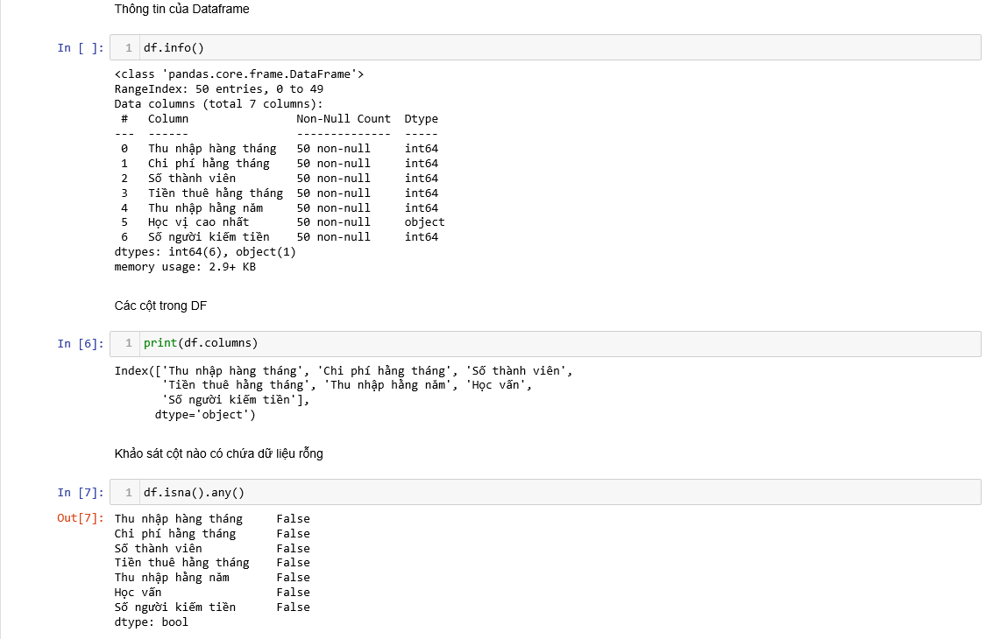 Thông tin của Dataframe
In [ ]: 1 df.info()
<class 'pandas.core.frame.DataFrame'>
RangeIndex: 50 entries, 0 to 49
Data columns (total 7 columns):
#   Column                Non-Null Count  Dtype
---  ------                --------------  -----
0   Thu nhập hàng tháng   50 non-null     int64
1   Chi phí hằng tháng    50 non-null     int64
2   Số thành viên         50 non-null     int64
3   Tiền thuê hằng tháng  50 non-null     int64
4   Thu nhập hằng năm     50 non-null     int64
5   Học vị cao nhất       50 non-null     object
6   Số người kiếm tiền    50 non-null     int64
dtypes: int64(6), object(1)
memory usage: 2.9+ KB
Các cột trong DF
In [6]: 1 print(df.columns)
Index(['Thu nhập hàng tháng', 'Chi phí hằng tháng', 'Số thành viên',
'Tiền thuê hằng tháng', 'Thu nhập hằng năm', 'Học vấn',
'Số người kiếm tiền'],
dtype='object')
Khảo sát cột nào có chứa dữ liệu rỗng
In [7]: 1 df.isna().any()
Out[7]: Thu nhập hàng tháng     False
Chi phí hằng tháng      False
Số thành viên           False
Tiền thuê hằng tháng    False
Thu nhập hằng năm       False
Học vấn                 False
Số người kiếm tiền      False
dtype: bool